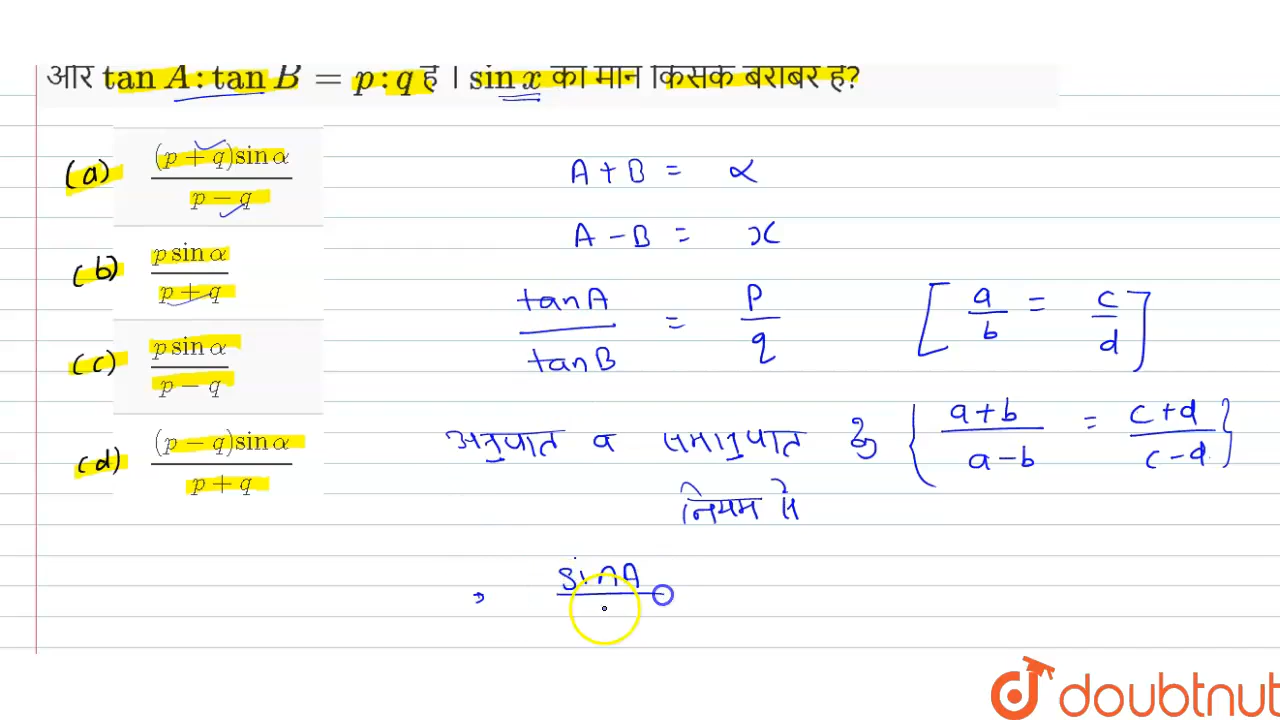 और tan A : tan B = p : q है । sin x का मान किसके बराबर है?
(a) (p + q) sin α / p − q
(b) p sin α / p + q
(c) p sin α / p − q
(d) (p − q) sin α / p + q
A + B = α
A − B = x
tan A / tan B = p / q [a / b = c / d]
अनुपात व समानुपात के {a + b / a − b = c + d / c − d}
नियम से
⇒ sin A
doubtnut